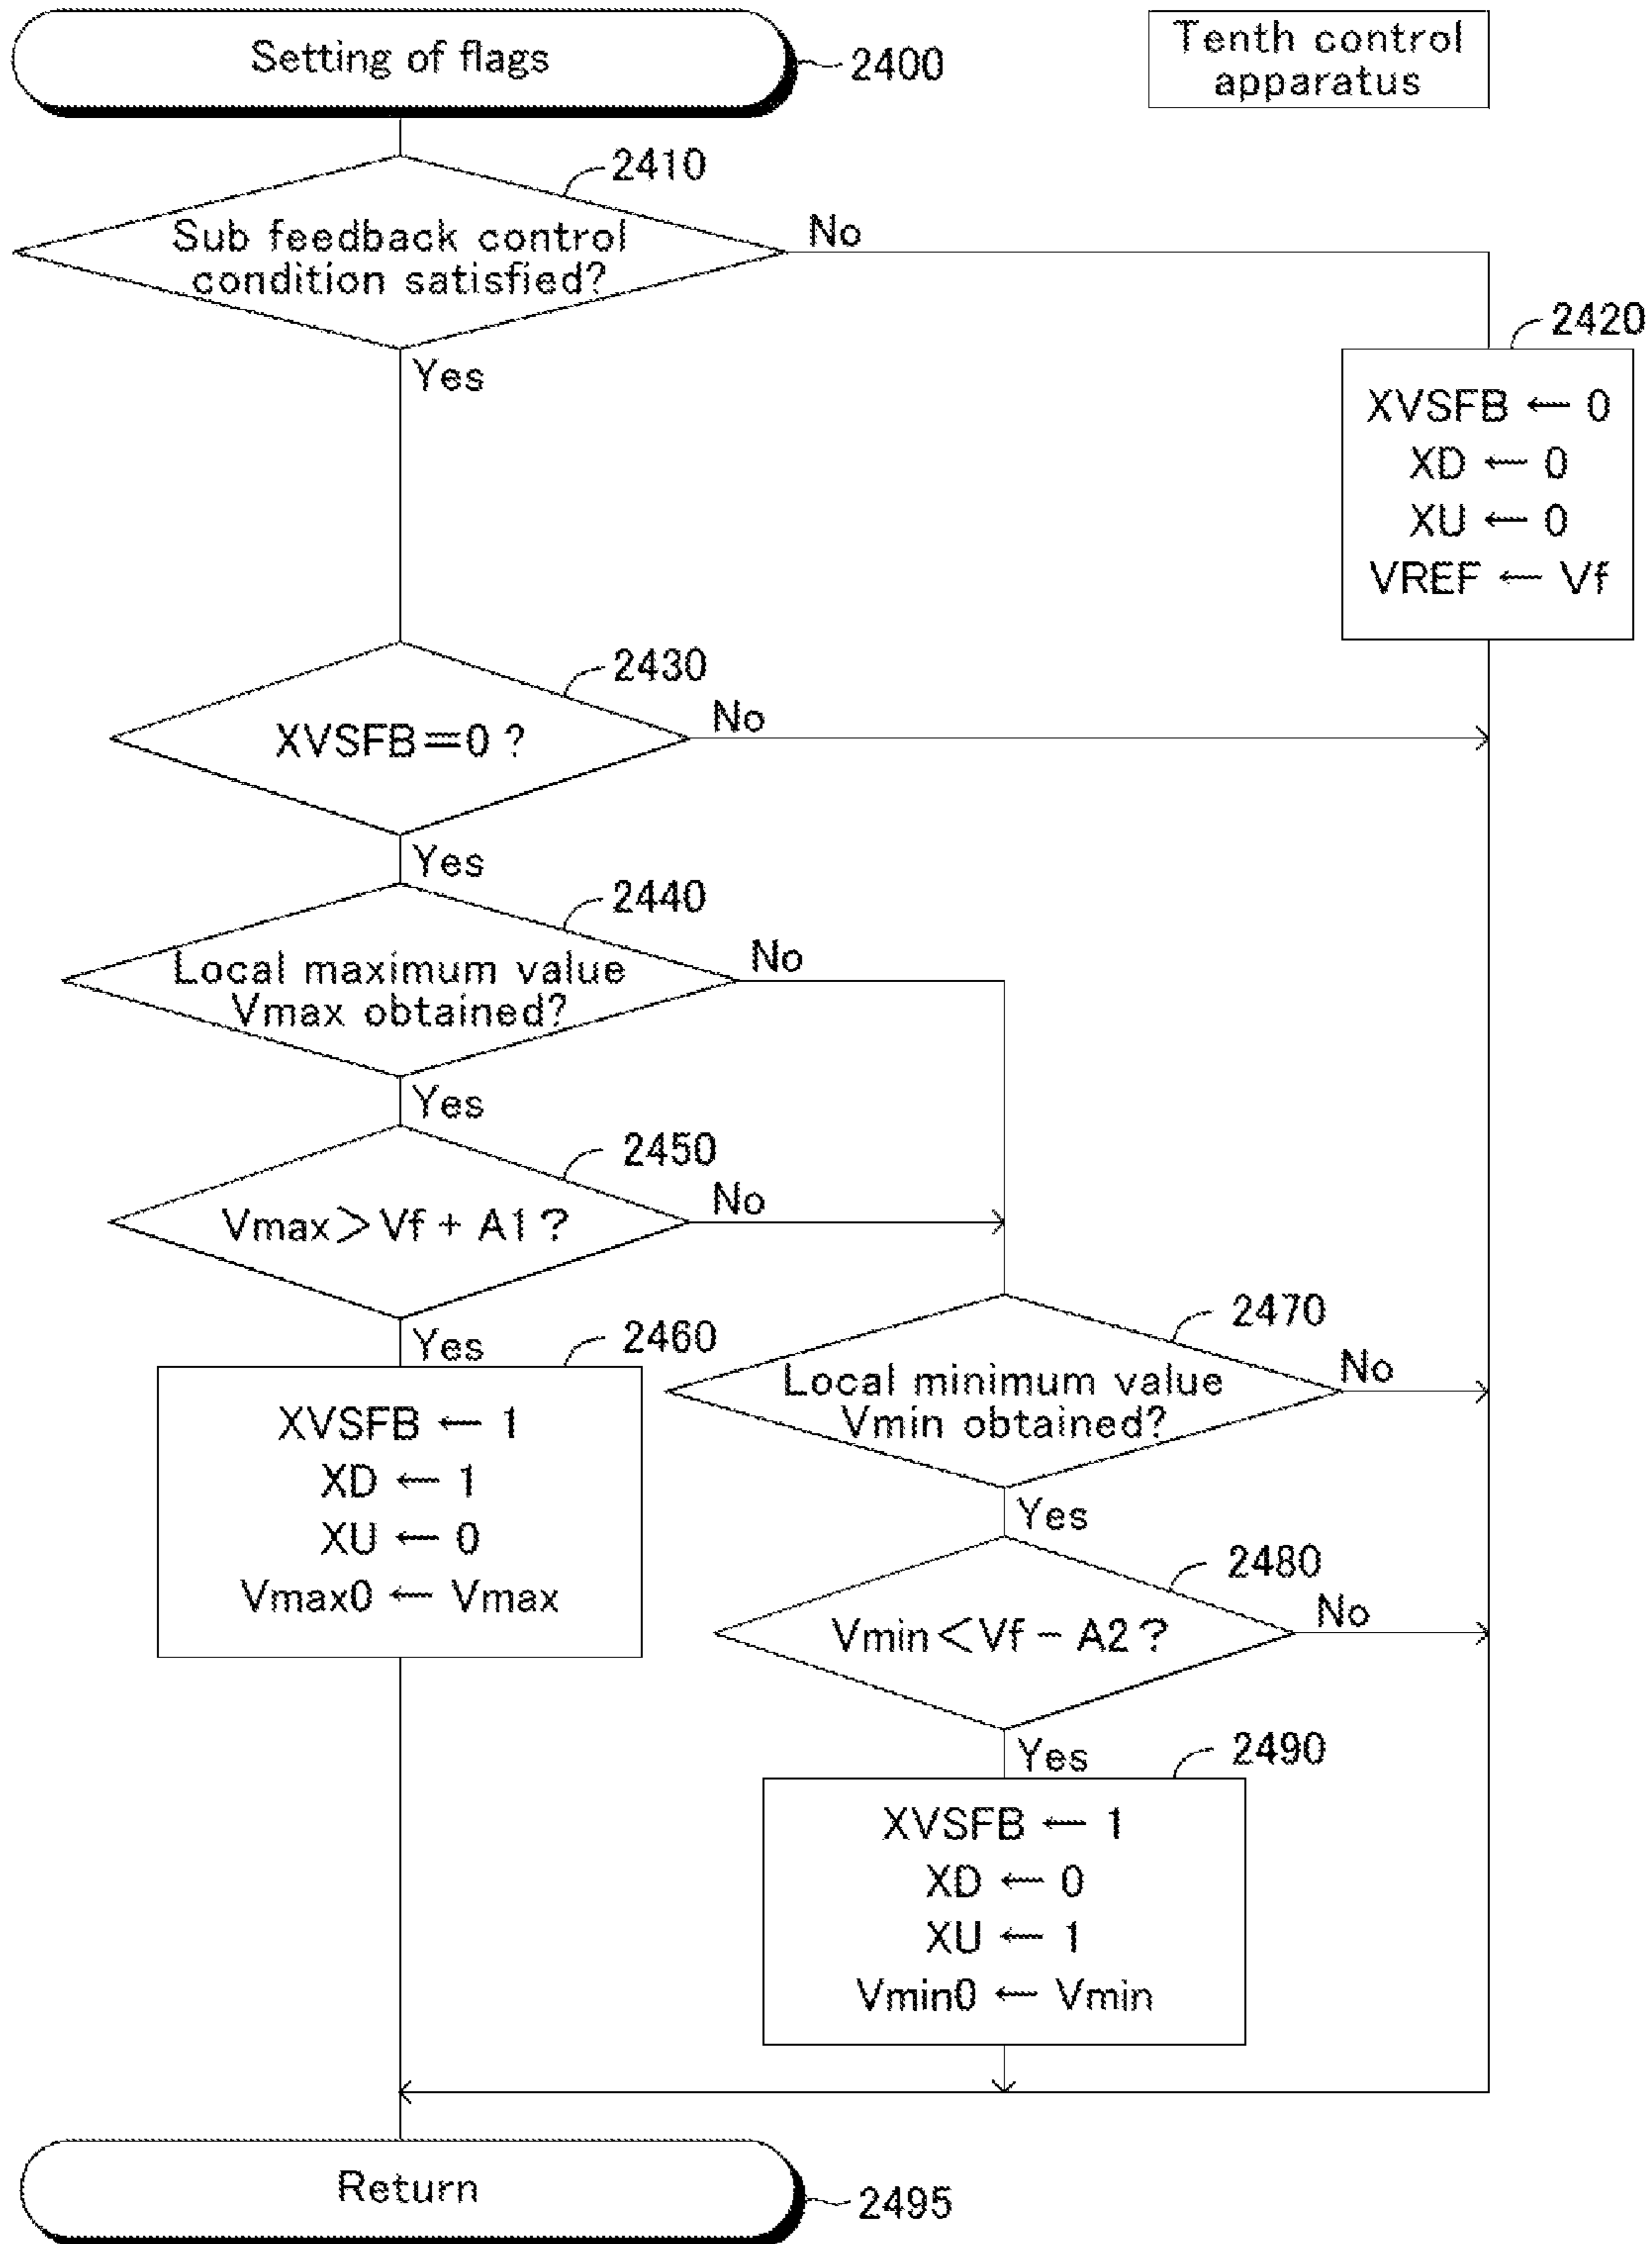 Setting of flags
2400
Tenth control
apparatus
2410
Sub feedback control
condition satisfied?
No
Yes
2420
XVSFB ← 0
XD ← 0
XU ← 0
VREF ← Vf
2430
XVSFB=0 ?
No
Yes
2440
Local maximum value
Vmax obtained?
No
Yes
2450
Vmax>Vf + A1 ?
No
Yes
2460
XVSFB ← 1
XD ← 1
XU ← 0
Vmax0 ← Vmax
2470
Local minimum value
Vmin obtained?
No
Yes
2480
Vmin<Vf - A2 ?
No
Yes
2490
XVSFB ← 1
XD ← 0
XU ← 1
Vmin0 ← Vmin
Return
2495